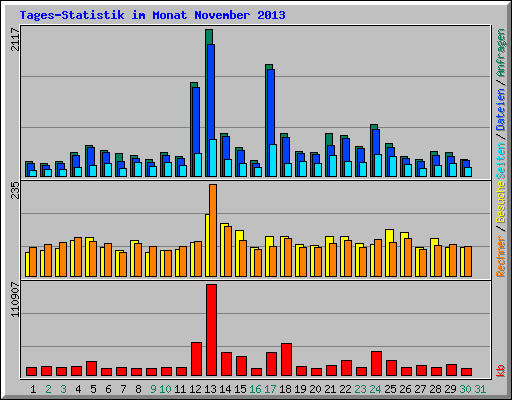 Tages-Statistik im Monat November 2013
2117
235
110907
Rechner / Besuche Seiten / Dateien / Anfragen
kb
1 2 3 4 5 6 7 8 9 10 11 12 13 14 15 16 17 18 19 20 21 22 23 24 25 26 27 28 29 30 31